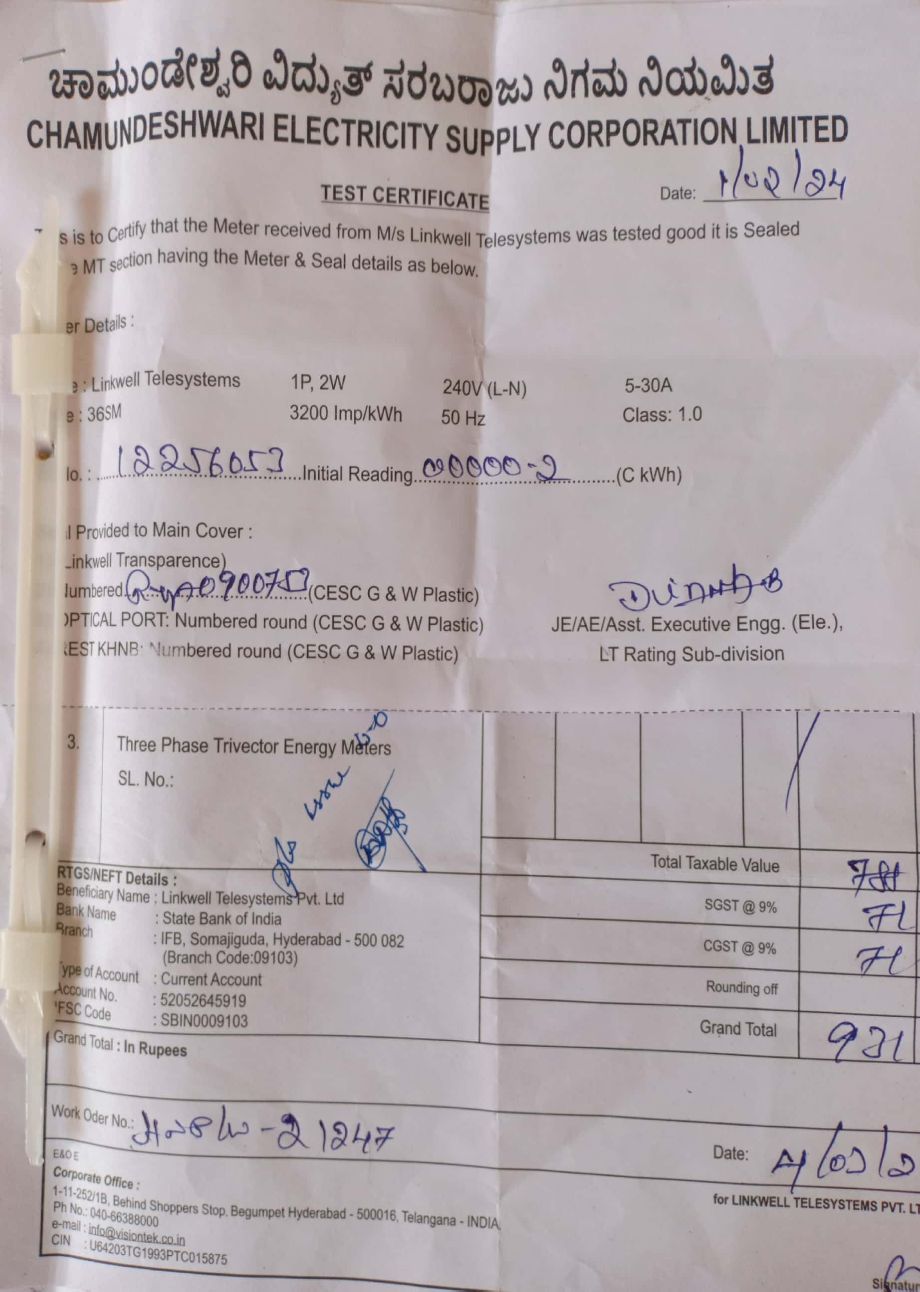 ಚಾಮುಂಡೇಶ್ವರಿ ವಿದ್ಯುತ್ ಸರಬರಾಜು ನಿಗಮ ನಿಯಮಿತ
CHAMUNDESHWARI ELECTRICITY SUPPLY CORPORATION LIMITED
TEST CERTIFICATE
Date: 1/02/24
s is to Certify that the Meter received from M/s Linkwell Telesystems was tested good it is Sealed
e MT section having the Meter & Seal details as below.
er Details :
e : Linkwell Telesystems 1P, 2W 240V (L-N) 5-30A
e : 36SM 3200 Imp/kWh 50 Hz Class: 1.0
lo. : 12256053 Initial Reading 00000-2 (C kWh)
l Provided to Main Cover :
Linkwell Transparence)
lumbered (CESC G & W Plastic)
OPTICAL PORT: Numbered round (CESC G & W Plastic) JE/AE/Asst. Executive Engg. (Ele.),
EST KHNB: Numbered round (CESC G & W Plastic) LT Rating Sub-division
3. Three Phase Trivector Energy Meters
SL. No.:
Total Taxable Value 788
RTGS/NEFT Details :
Beneficiary Name : Linkwell Telesystems Pvt. Ltd
SGST @ 9% 71
Bank Name : State Bank of India
Branch : IFB, Somajiguda, Hyderabad - 500 082
CGST @ 9% 71
(Branch Code:09103)
Type of Account : Current Account
Rounding off
Account No. : 52052645919
IFSC Code : SBIN0009103
Grand Total 931
Grand Total : In Rupees
Work Oder No.: -21247
Date:
E&OE
Corporate Office :
1-11-252/1B, Behind Shoppers Stop, Begumpet Hyderabad - 500016, Telangana - INDIA,
for LINKWELL TELESYSTEMS PVT. LT
Ph No.: 040-66388000
e-mail : info@visiontek.co.in
CIN : U64203TG1993PTC015875
Signatur